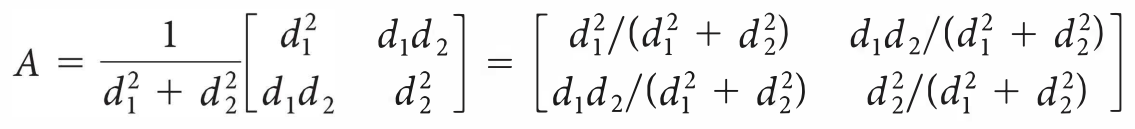 A = \frac{1}{d_1^2 + d_2^2} \begin{bmatrix} d_1^2 & d_1 d_2 \\ d_1 d_2 & d_2^2 \end{bmatrix} = \begin{bmatrix} d_1^2/(d_1^2 + d_2^2) & d_1 d_2/(d_1^2 + d_2^2) \\ d_1 d_2/(d_1^2 + d_2^2) & d_2^2/(d_1^2 + d_2^2) \end{bmatrix}